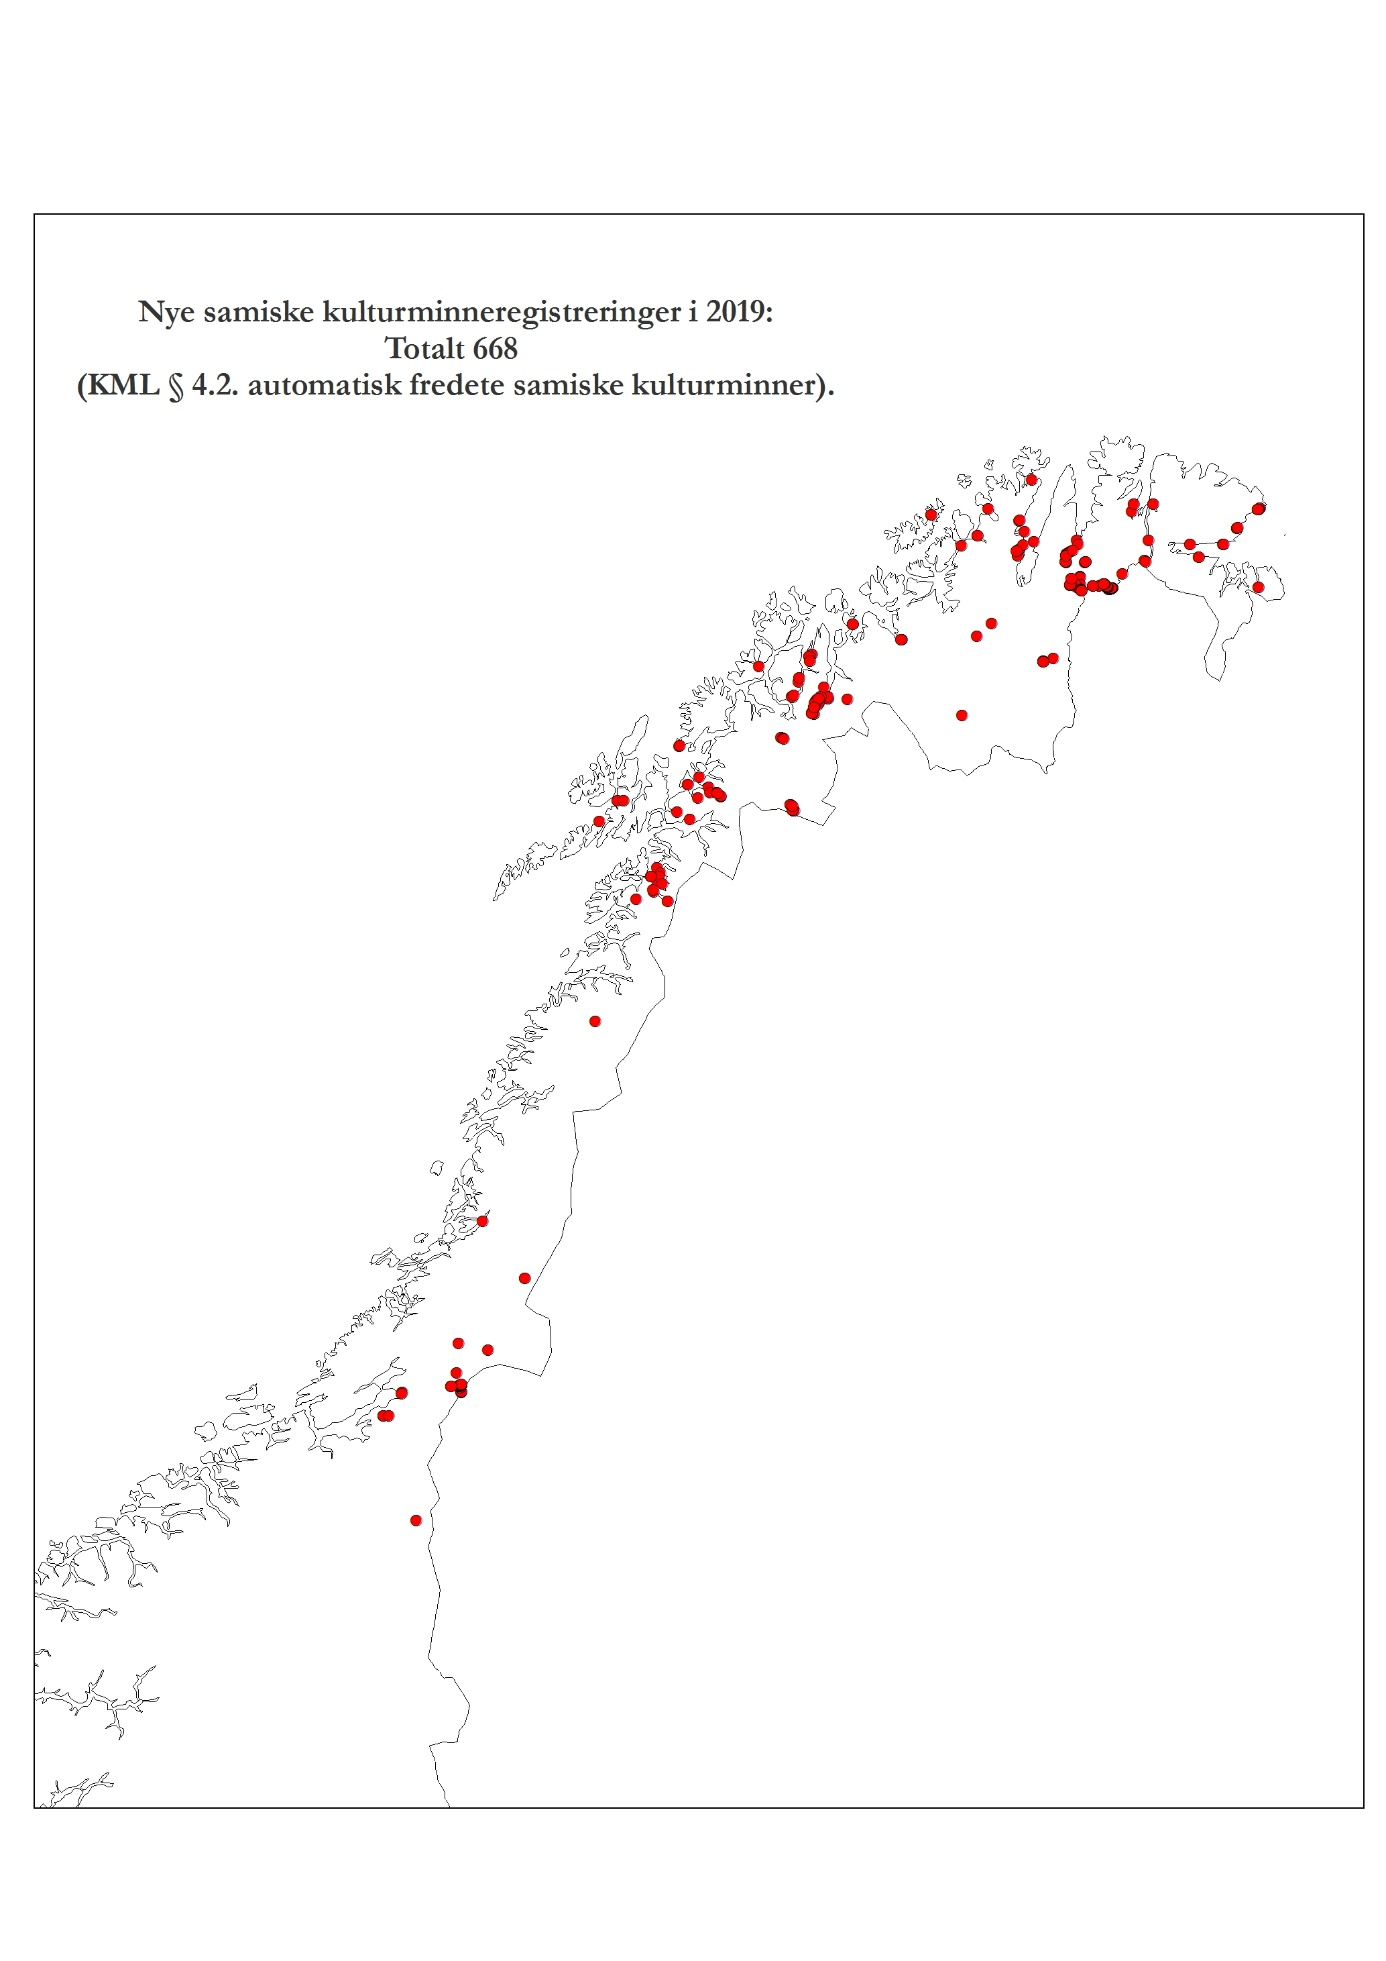 Nye samiske kulturminneregistreringer i 2019:
Totalt 668
(KML § 4.2. automatisk fredete samiske kulturminner).